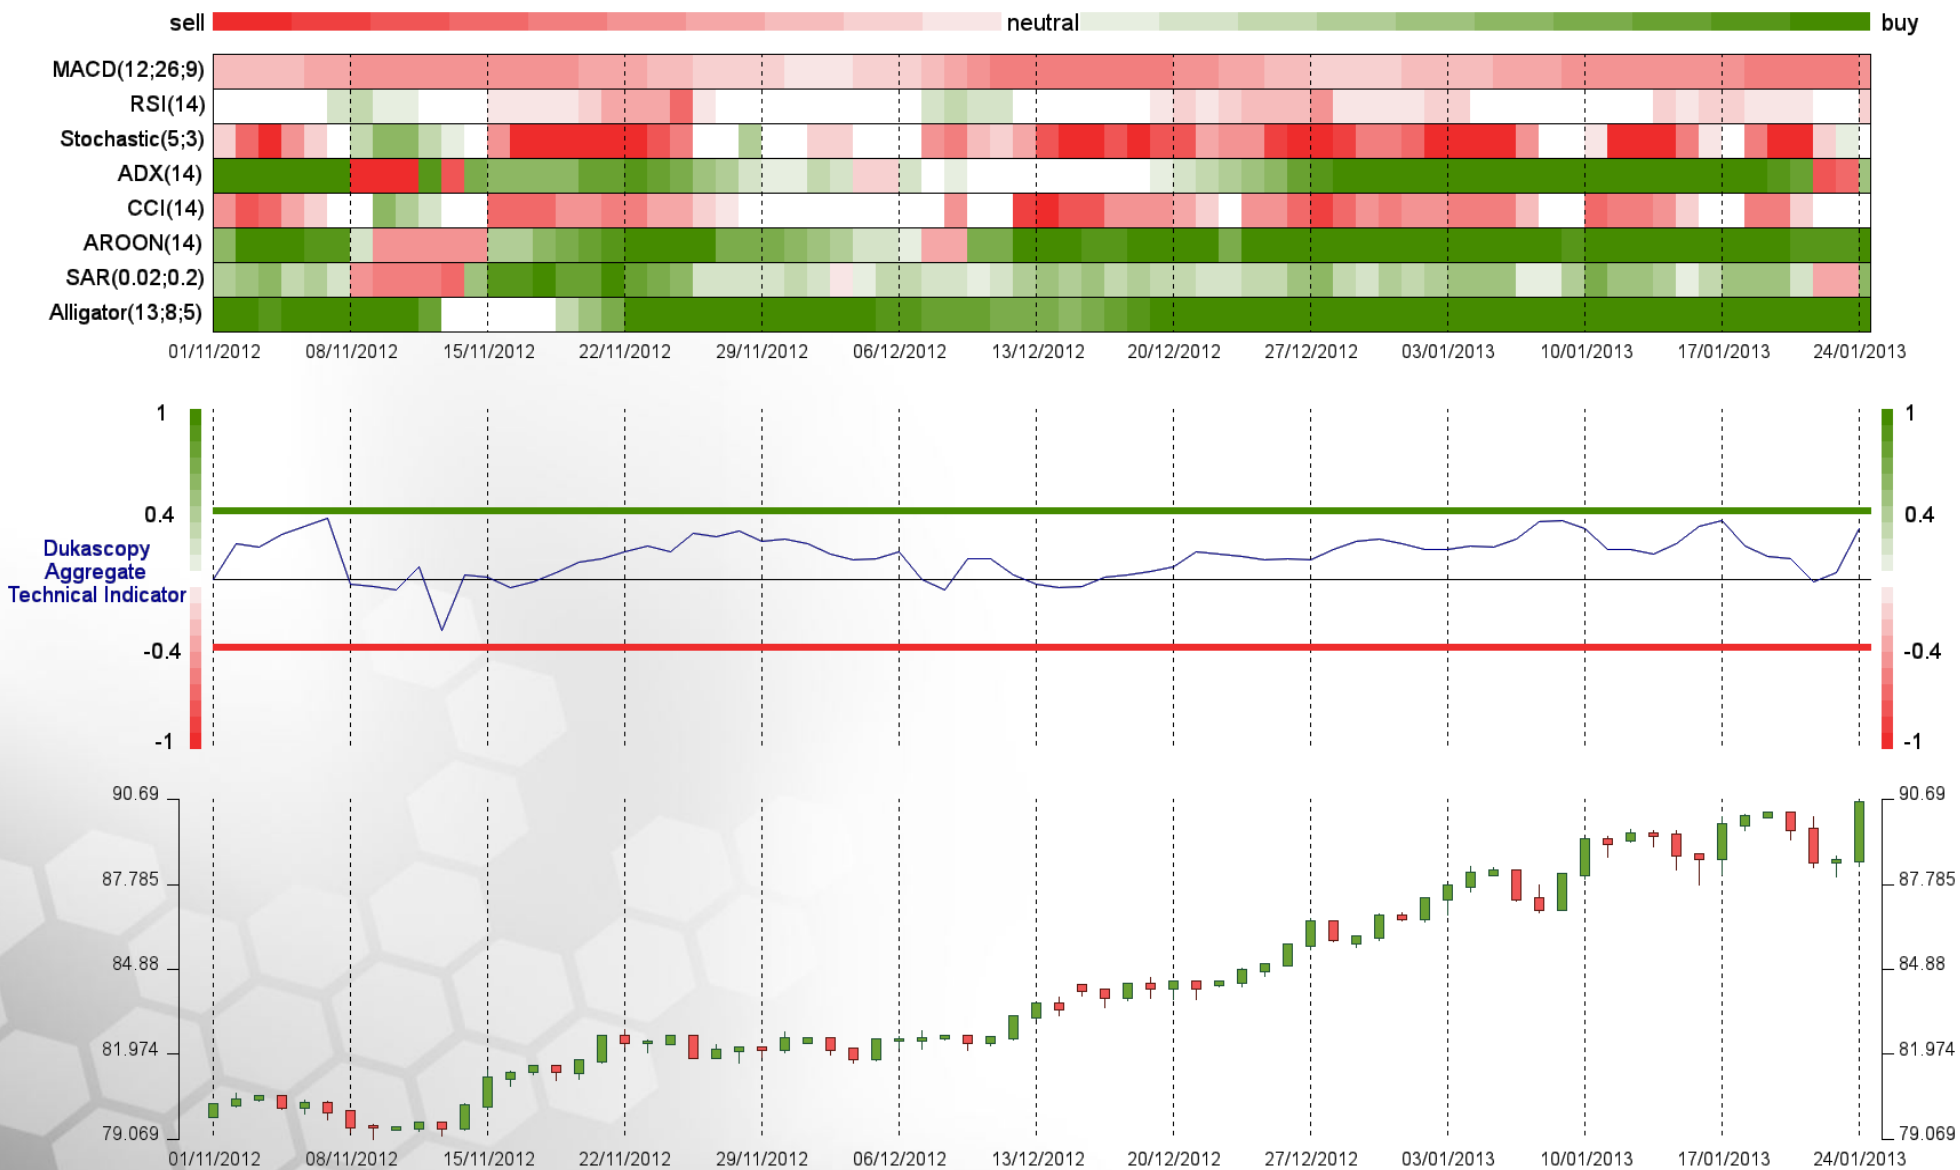 sell neutral buy
MACD(12;26;9)
RSI(14)
Stochastic(5;3)
ADX(14)
CCI(14)
AROON(14)
SAR(0.02;0.2)
Alligator(13;8;5)
01/11/2012 08/11/2012 15/11/2012 22/11/2012 29/11/2012 06/12/2012 13/12/2012 20/12/2012 27/12/2012 03/01/2013 10/01/2013 17/01/2013 24/01/2013
1 1
0.4 0.4
Dukascopy
Aggregate
Technical Indicator
-0.4 -0.4
-1 -1
90.69 90.69
87.785 87.785
84.88 84.88
81.974 81.974
79.069 79.069
01/11/2012 08/11/2012 15/11/2012 22/11/2012 29/11/2012 06/12/2012 13/12/2012 20/12/2012 27/12/2012 03/01/2013 10/01/2013 17/01/2013 24/01/2013